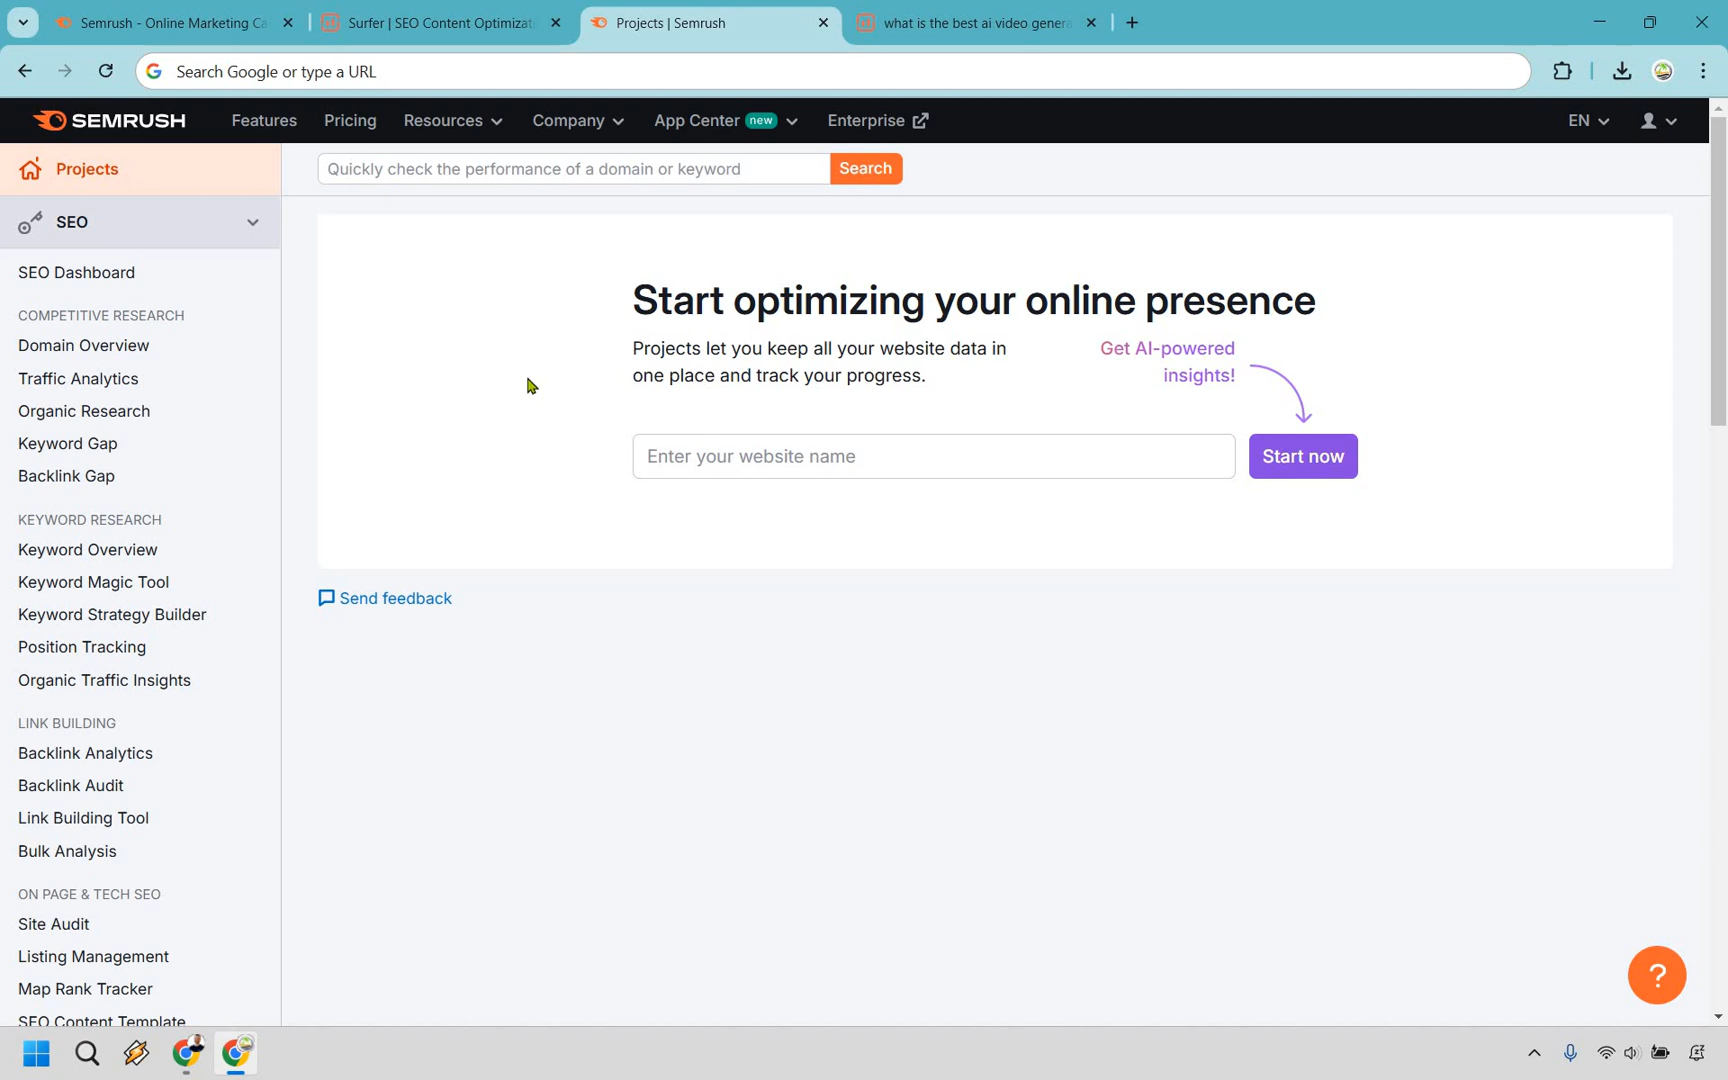 Semrush - Online Marketing Ca
Surfer | SEO Content Optimizati
Projects | Semrush
what is the best ai video genera
Search Google or type a URL
SEMRUSH
Features
Pricing
Resources
Company
App Center new
Enterprise
EN
Projects
Quickly check the performance of a domain or keyword
Search
SEO
SEO Dashboard
COMPETITIVE RESEARCH
Domain Overview
Traffic Analytics
Organic Research
Keyword Gap
Backlink Gap
KEYWORD RESEARCH
Keyword Overview
Keyword Magic Tool
Keyword Strategy Builder
Position Tracking
Organic Traffic Insights
LINK BUILDING
Backlink Analytics
Backlink Audit
Link Building Tool
Bulk Analysis
ON PAGE & TECH SEO
Site Audit
Listing Management
Map Rank Tracker
SEO Content Template
Start optimizing your online presence
Projects let you keep all your website data in
one place and track your progress.
Get AI-powered
insights!
Enter your website name
Start now
Send feedback
?